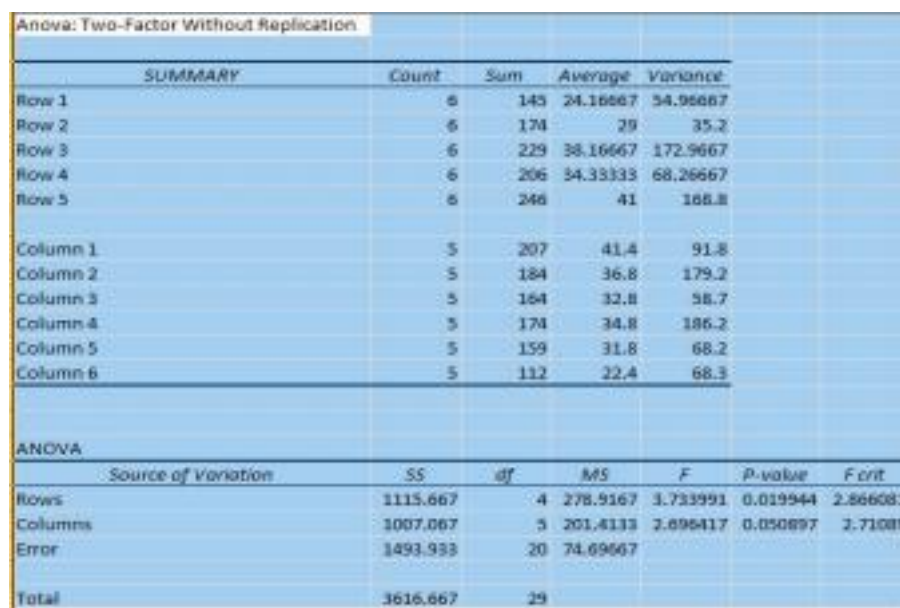 Anova: Two-Factor Without Replication
SUMMARY Count Sum Average Variance
Row 1 6 145 24.16667 54.96667
Row 2 6 174 29 35.2
Row 3 6 229 38.16667 172.9667
Row 4 6 206 34.33333 68.26667
Row 5 6 246 41 168.8
Column 1 5 207 41.4 91.8
Column 2 5 184 36.8 179.2
Column 3 5 164 32.8 58.7
Column 4 5 174 34.8 186.2
Column 5 5 159 31.8 68.2
Column 6 5 112 22.4 68.3
ANOVA
Source of Variation SS df MS F P-value F crit
Rows 1115.667 4 278.9167 3.733991 0.019944 2.866081
Columns 1007.067 5 201.4133 2.696417 0.050897 2.71089
Error 1493.933 20 74.69667
Total 3616.667 29